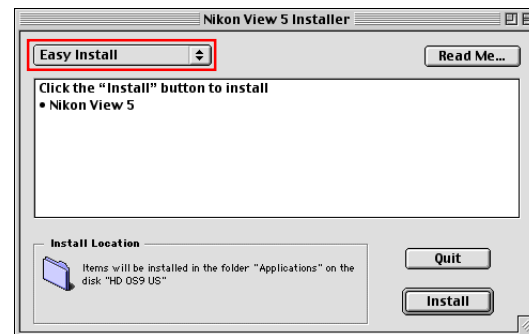 Nikon View 5 Installer
Easy Install
Read Me...
Click the “Install” button to install
• Nikon View 5
Install Location
Items will be installed in the folder "Applications" on the
disk "HD OS9 US"
Quit
Install